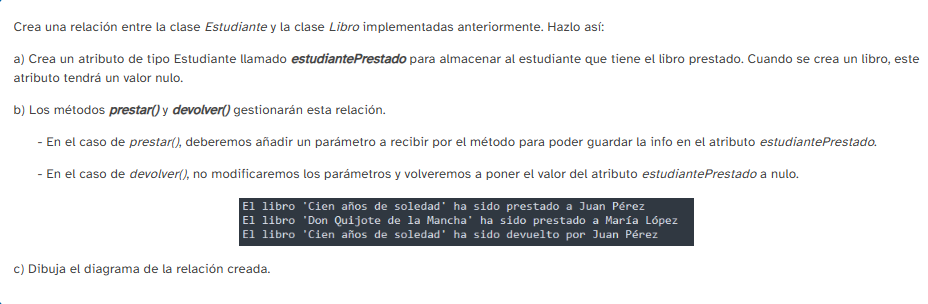 Crea una relación entre la clase Estudiante y la clase Libro implementadas anteriormente. Hazlo así:
a) Crea un atributo de tipo Estudiante llamado estudiantePrestado para almacenar al estudiante que tiene el libro prestado. Cuando se crea un libro, este
atributo tendrá un valor nulo.
b) Los métodos prestar() y devolver() gestionarán esta relación.
- En el caso de prestar(), deberemos añadir un parámetro a recibir por el método para poder guardar la info en el atributo estudiantePrestado.
- En el caso de devolver(), no modificaremos los parámetros y volveremos a poner el valor del atributo estudiantePrestado a nulo.
El libro 'Cien años de soledad' ha sido prestado a Juan Pérez
El libro 'Don Quijote de la Mancha' ha sido prestado a María López
El libro 'Cien años de soledad' ha sido devuelto por Juan Pérez
c) Dibuja el diagrama de la relación creada.